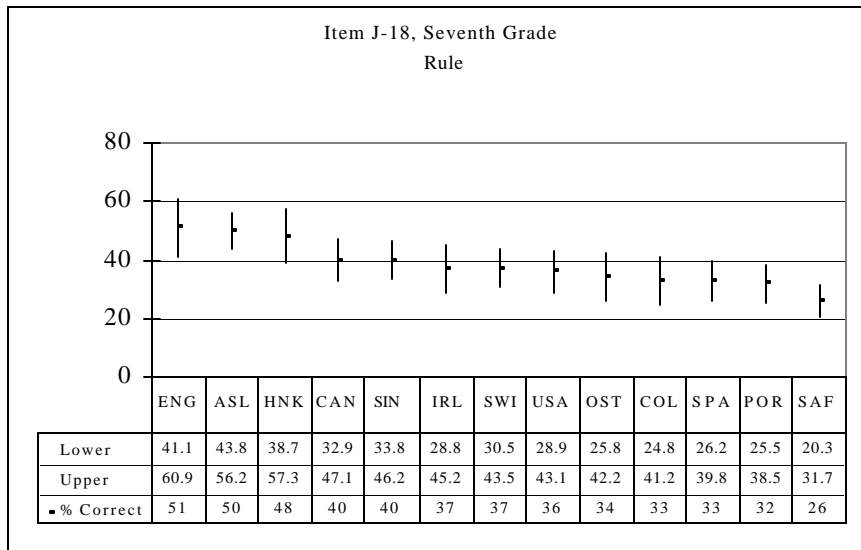 Item J-18, Seventh Grade
Rule
80
60
40
20
0
ENG ASL HNK CAN SIN IRL SWI USA OST COL SPA POR SAF
Lower 41.1 43.8 38.7 32.9 33.8 28.8 30.5 28.9 25.8 24.8 26.2 25.5 20.3
Upper 60.9 56.2 57.3 47.1 46.2 45.2 43.5 43.1 42.2 41.2 39.8 38.5 31.7
% Correct 51 50 48 40 40 37 37 36 34 33 33 32 26